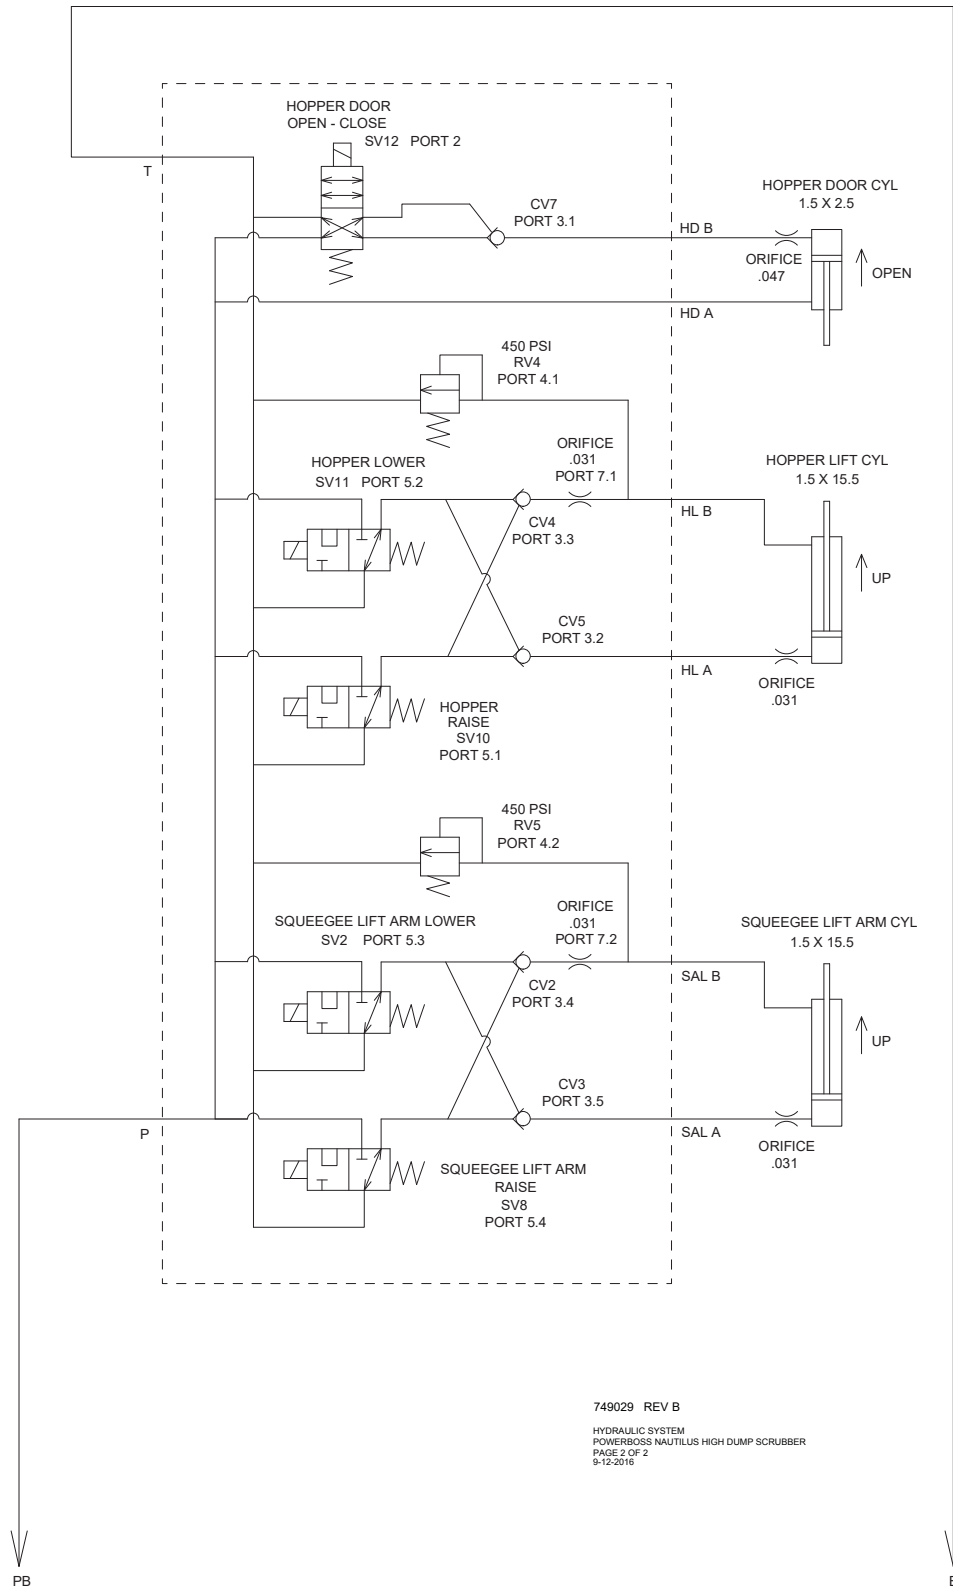 HOPPER DOOR
OPEN - CLOSE
SV12 PORT 2
T
CV7
PORT 3.1
HOPPER DOOR CYL
1.5 X 2.5
HD B
ORIFICE
.047
OPEN
HD A
450 PSI
RV4
PORT 4.1
HOPPER LOWER
SV11 PORT 5.2
ORIFICE
.031
PORT 7.1
HOPPER LIFT CYL
1.5 X 15.5
CV4
PORT 3.3
HL B
UP
CV5
PORT 3.2
HL A
ORIFICE
.031
HOPPER
RAISE
SV10
PORT 5.1
450 PSI
RV5
PORT 4.2
SQUEEGEE LIFT ARM LOWER
SV2 PORT 5.3
ORIFICE
.031
PORT 7.2
SQUEEGEE LIFT ARM CYL
1.5 X 15.5
CV2
PORT 3.4
SAL B
UP
CV3
PORT 3.5
P
SAL A
ORIFICE
.031
SQUEEGEE LIFT ARM
RAISE
SV8
PORT 5.4
749029 REV B
HYDRAULIC SYSTEM
POWERBOSS NAUTILUS HIGH DUMP SCRUBBER
PAGE 2 OF 2
9-12-2016
PB